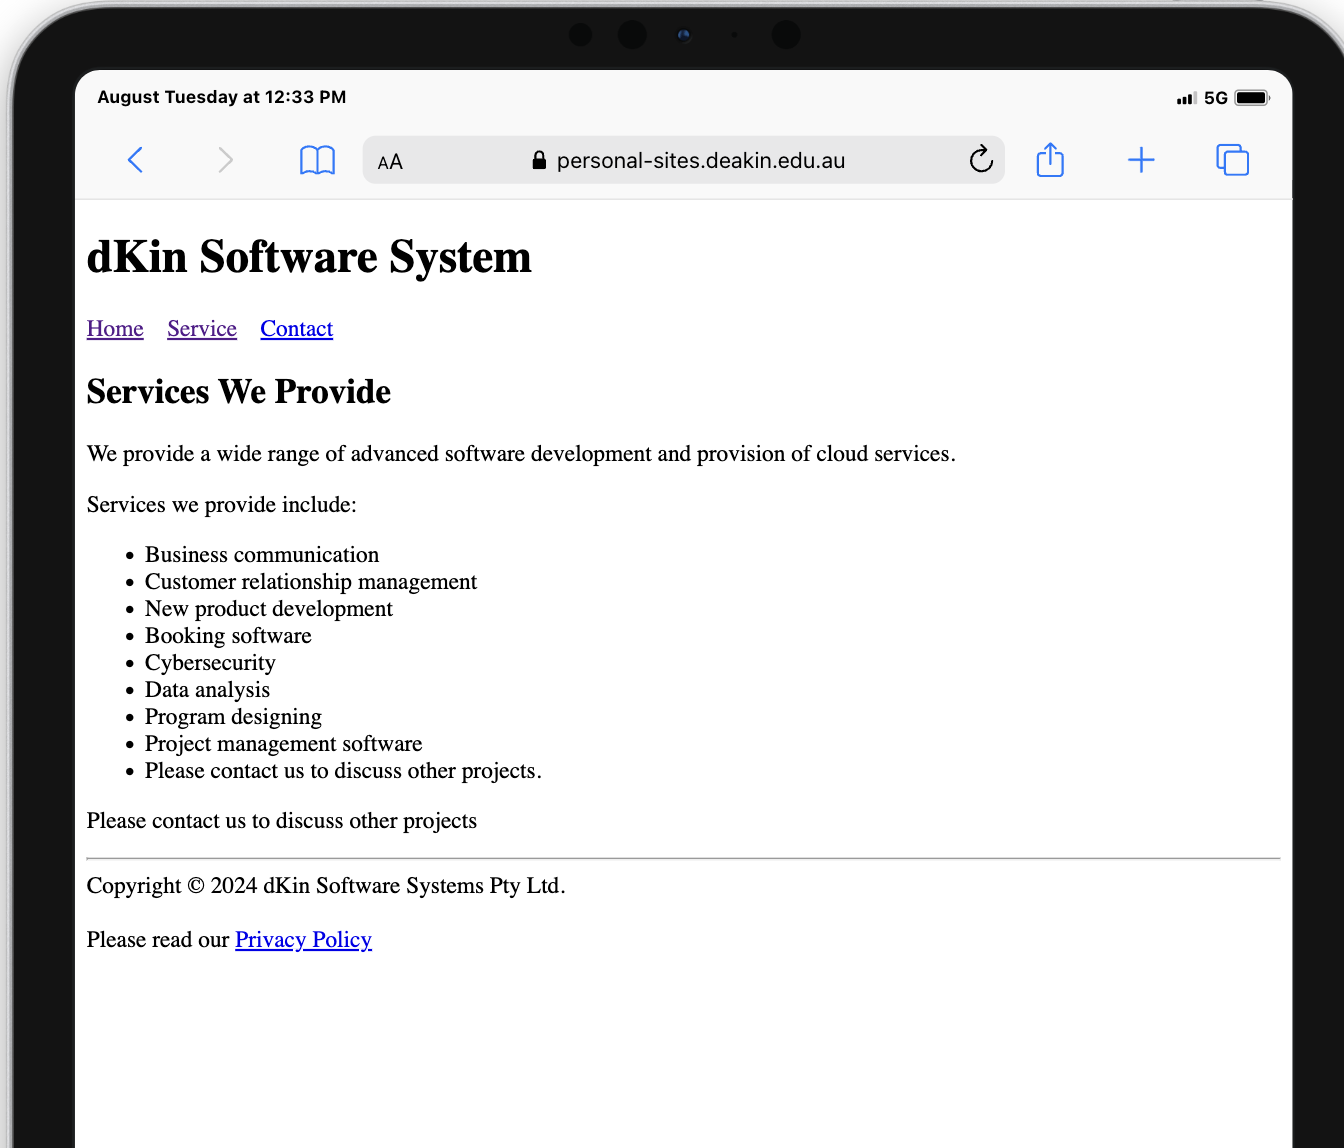 August Tuesday at 12:33 PM
5G
AA
personal-sites.deakin.edu.au
dKin Software System
Home Service Contact
Services We Provide
We provide a wide range of advanced software development and provision of cloud services.
Services we provide include:
• Business communication
• Customer relationship management
• New product development
• Booking software
• Cybersecurity
• Data analysis
• Program designing
• Project management software
• Please contact us to discuss other projects.
Please contact us to discuss other projects
Copyright © 2024 dKin Software Systems Pty Ltd.
Please read our Privacy Policy